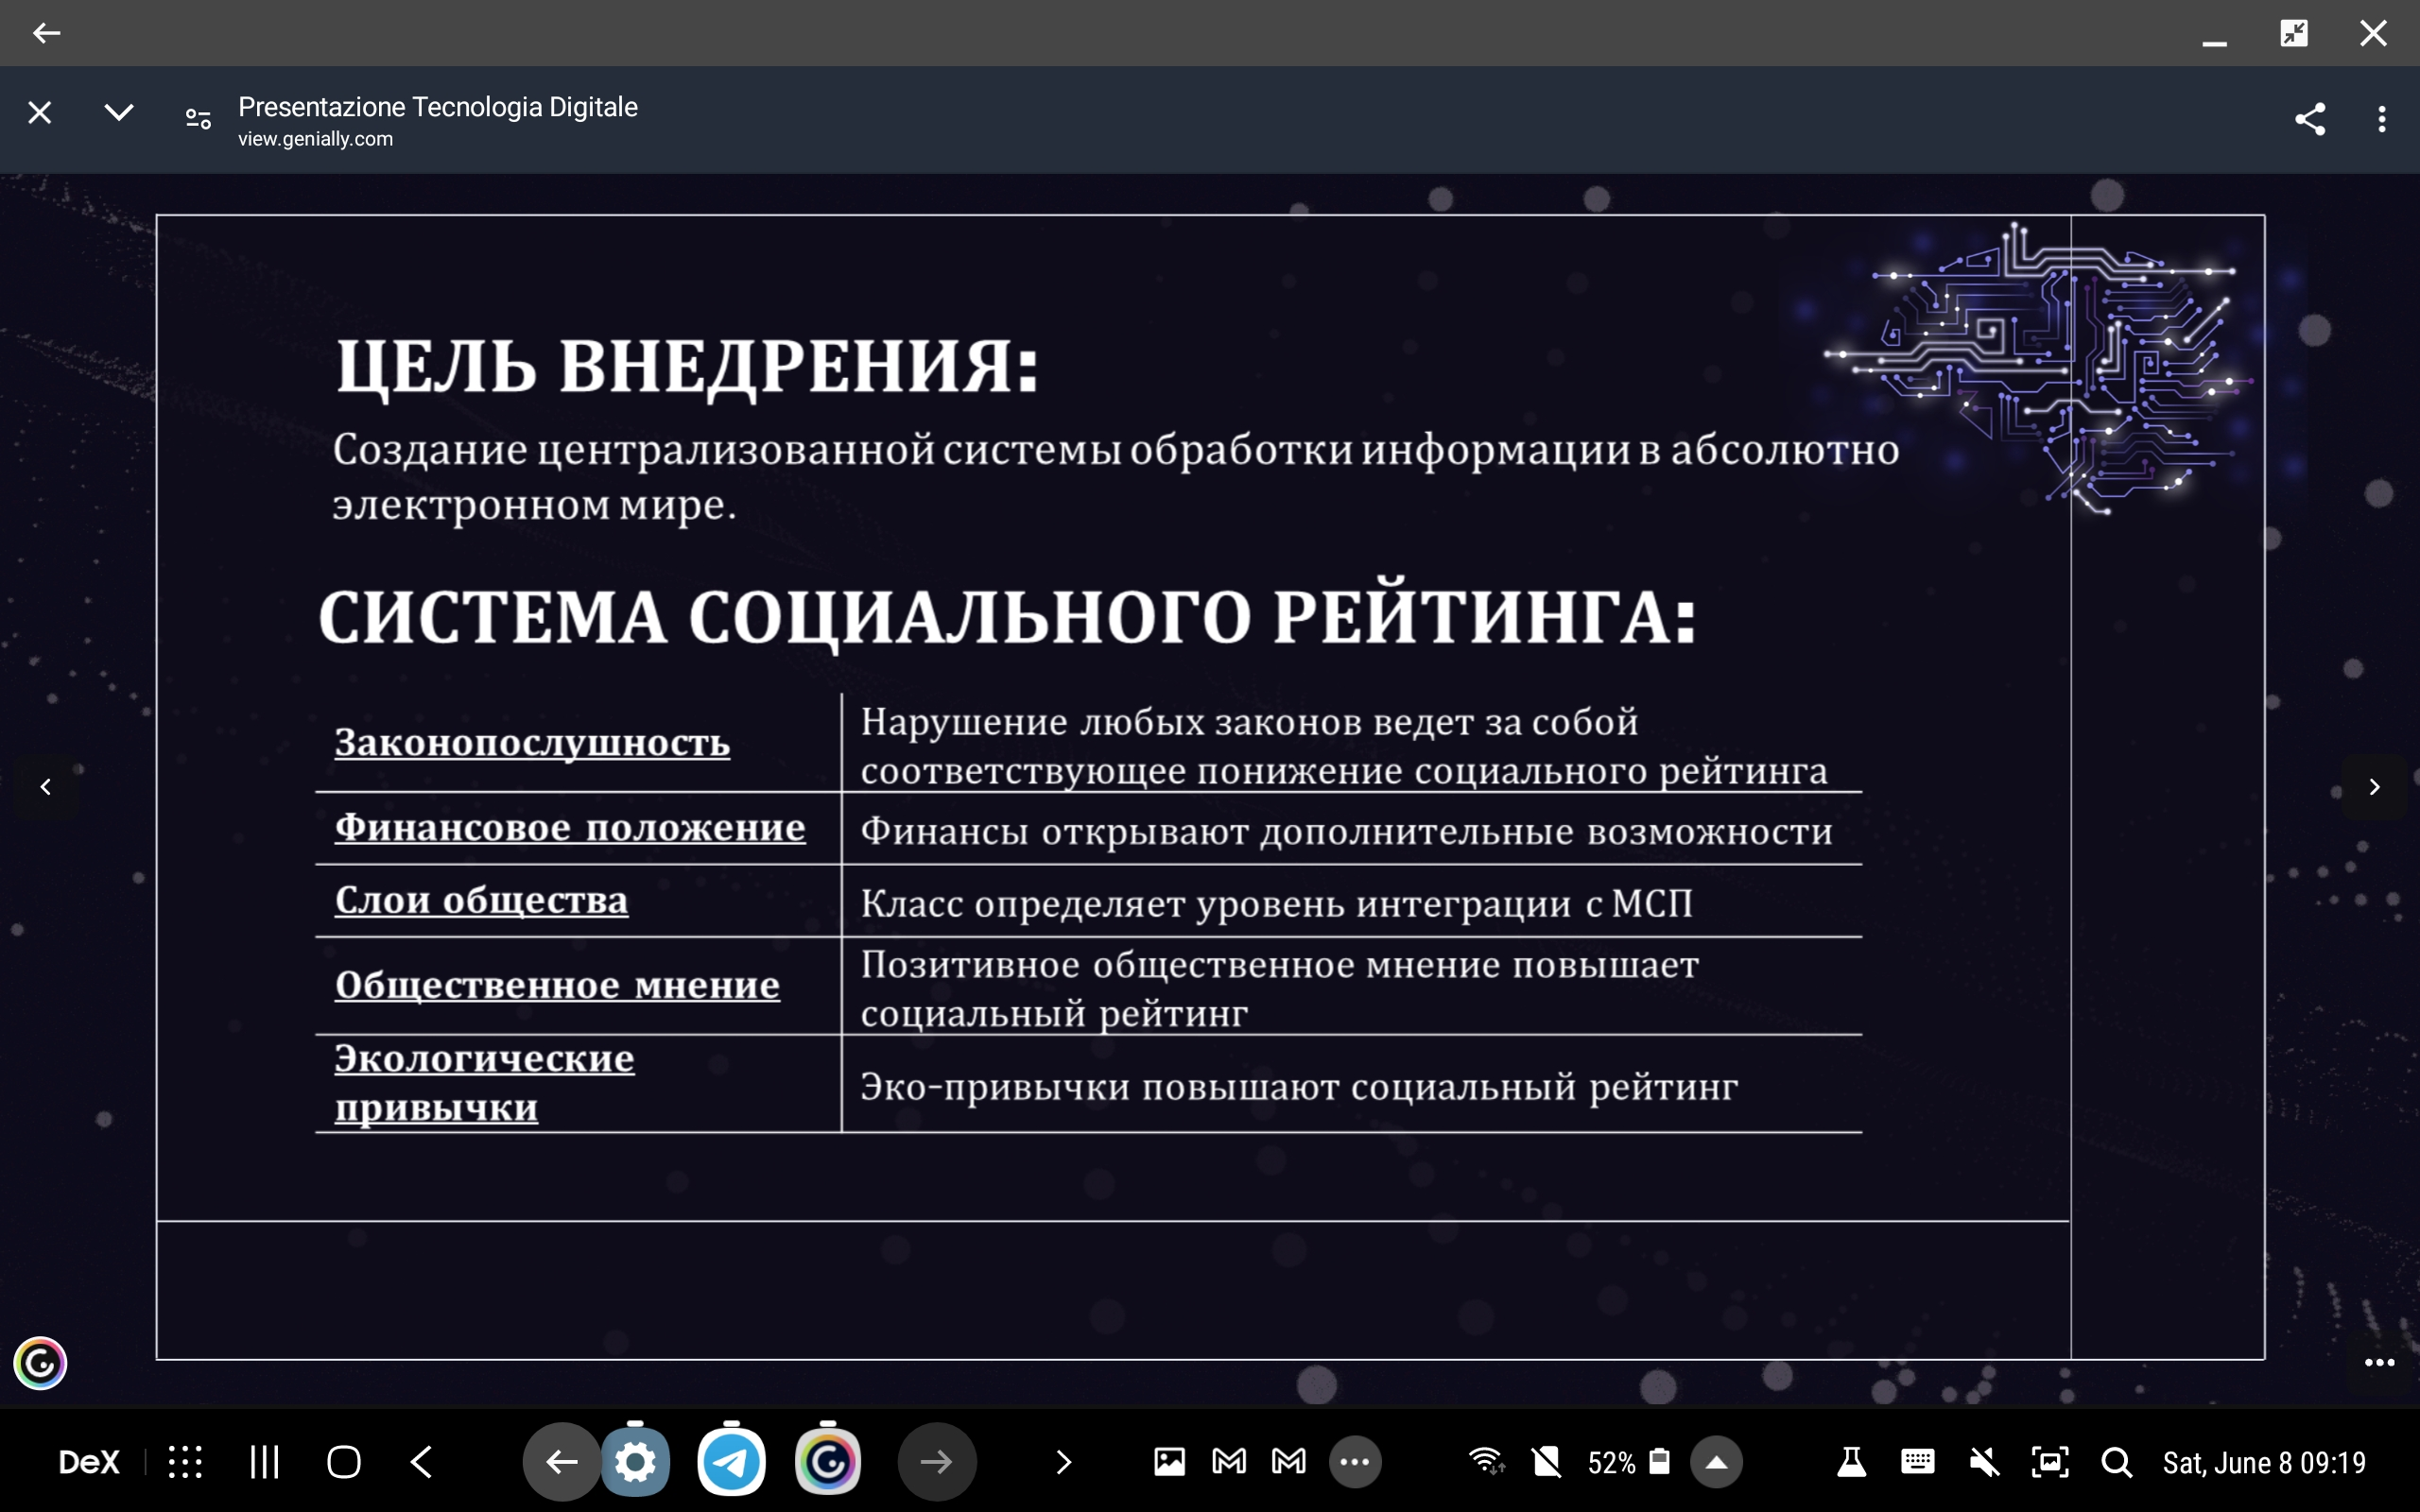 Presentazione Tecnologia Digitale
view.genially.com
ЦЕЛЬ ВНЕДРЕНИЯ:
Создание централизованной системы обработки информации в абсолютно
электронном мире.
СИСТЕМА СОЦИАЛЬНОГО РЕЙТИНГА:
Законопослушность
Нарушение любых законов ведет за собой
соответствующее понижение социального рейтинга
Финансовое положение
Финансы открывают дополнительные возможности
Слои общества
Класс определяет уровень интеграции с МСП
Общественное мнение
Позитивное общественное мнение повышает
социальный рейтинг
Экологические
привычки
Эко-привычки повышают социальный рейтинг
DeX
52%
Sat, June 8 09:19